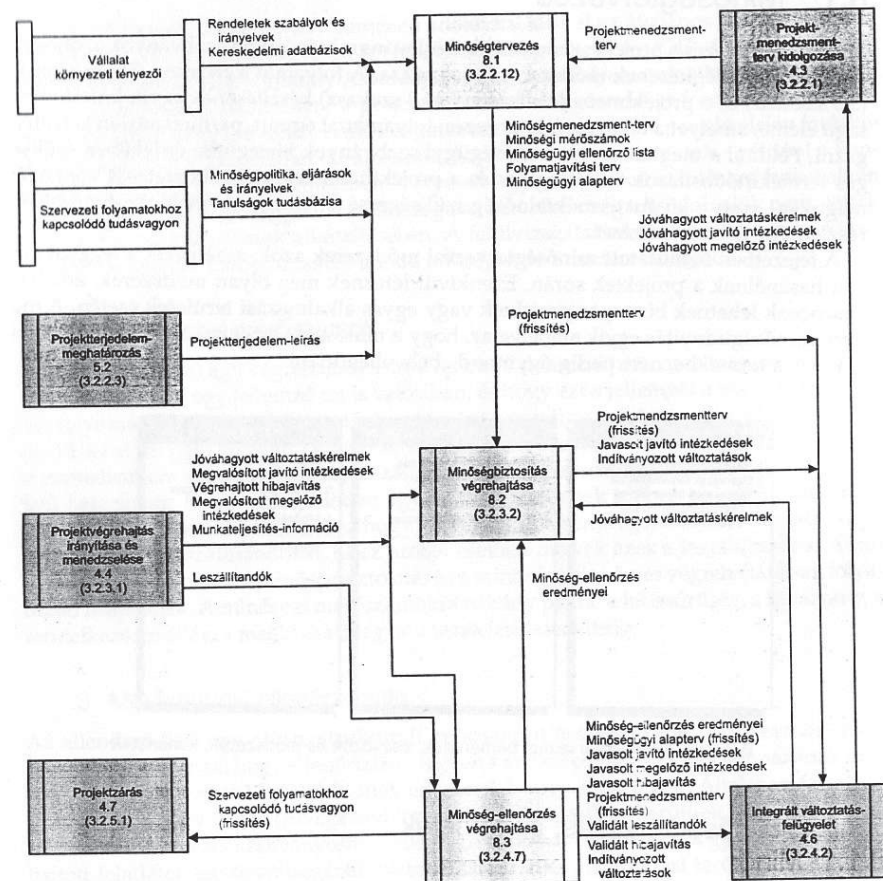 Vállalat
környezeti tényezői
Rendeletek szabályok és
irányelvek
Kereskedelmi adatbázisok
Minőségtervezés
8.1
(3.2.2.12)
Projektmenedzsment-
terv
Projekt-
menedzsment-
terv kidolgozása
4.3
(3.2.2.1)
Minőségmenedzsment-terv
Minőségi mérőszámok
Minőségügyi ellenőrző lista
Folyamatjavítási terv
Minőségügyi alapterv
Szervezeti folyamatokhoz
kapcsolódó tudásvagyon
Minőségpolitika. eljárások
és irányelvek
Tanulságok tudásbázisa
Jóváhagyott változtatáskérelmek
Jóváhagyott javító intézkedések
Jóváhagyott megelőző intézkedések
Projektmenedzsmentterv
(frissítés)
Projektterjedelem-
meghatározás
5.2
(3.2.2.3)
Projektterjedelem-leírás
Jóváhagyott változtatáskérelmek
Megvalósított javító intézkedések
Végrehajtott hibajavítás
Megvalósított megelőző
intézkedések
Munkateljesítés-információ
Projektvégrehajtás
irányítása és
menedzselése
4.4
(3.2.3.1)
Leszállítandók
Minőségbiztosítás
végrehajtása
8.2
(3.2.3.2)
Projektmendzsmentterv
(frissítés)
Javasolt javító intézkedések
Indítványozott változtatások
Jóváhagyott változtatáskérelmek
Minőség-ellenőrzés
eredményei
Projektzárás
4.7
(3.2.5.1)
Szervezeti folyamatokhoz
kapcsolódó tudásvagyon
(frissítés)
Minőség-ellenőrzés
végrehajtása
8.3
(3.2.4.7)
Minőség-ellenőrzés eredményei
Minőségügyi alapterv (frissítés)
Javasolt javító intézkedések
Javasolt megelőző intézkedések
Javasolt hibajavítás
Projektmenedzsmentterv
(frissítés)
Validált leszállítandók
Validált hibajavítás
Indítványozott
változtatások
Integrált változtatás-
felügyelet
4.6
(3.2.4.2)